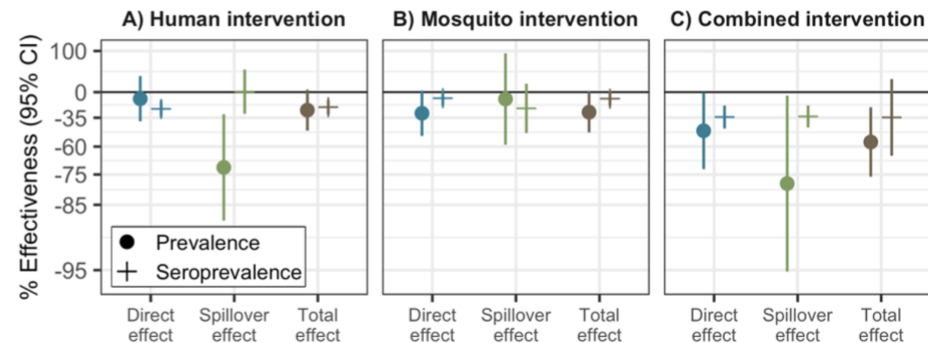 A) Human intervention
B) Mosquito intervention
C) Combined intervention
% Effectiveness (95% CI)
100
0
-35
-60
-75
-85
-95
Prevalence
Seroprevalence
Direct effect
Spillover effect
Total effect
Direct effect
Spillover effect
Total effect
Direct effect
Spillover effect
Total effect